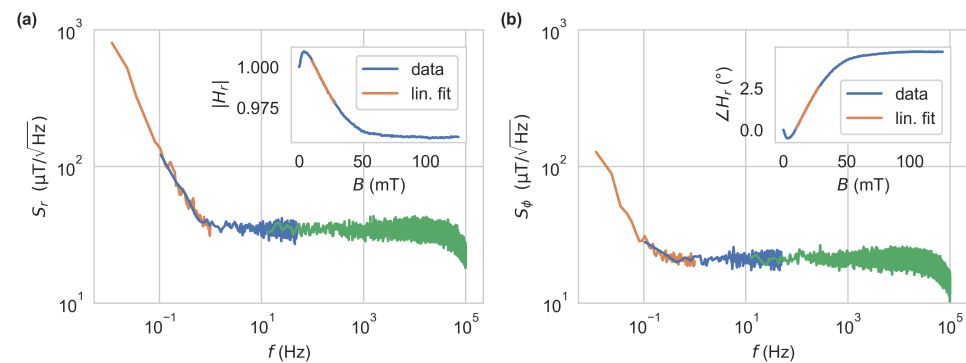 (a)
10³
10²
10¹
S_r (μT/√Hz)
10⁻¹ 10¹ 10³ 10⁵
f (Hz)
1.000
0.975
|H_r|
data
lin. fit
0 50 100
B (mT)
(b)
10³
10²
10¹
S_ϕ (μT/√Hz)
10⁻¹ 10¹ 10³ 10⁵
f (Hz)
2.5
0.0
∠H_r (°)
data
lin. fit
0 50 100
B (mT)